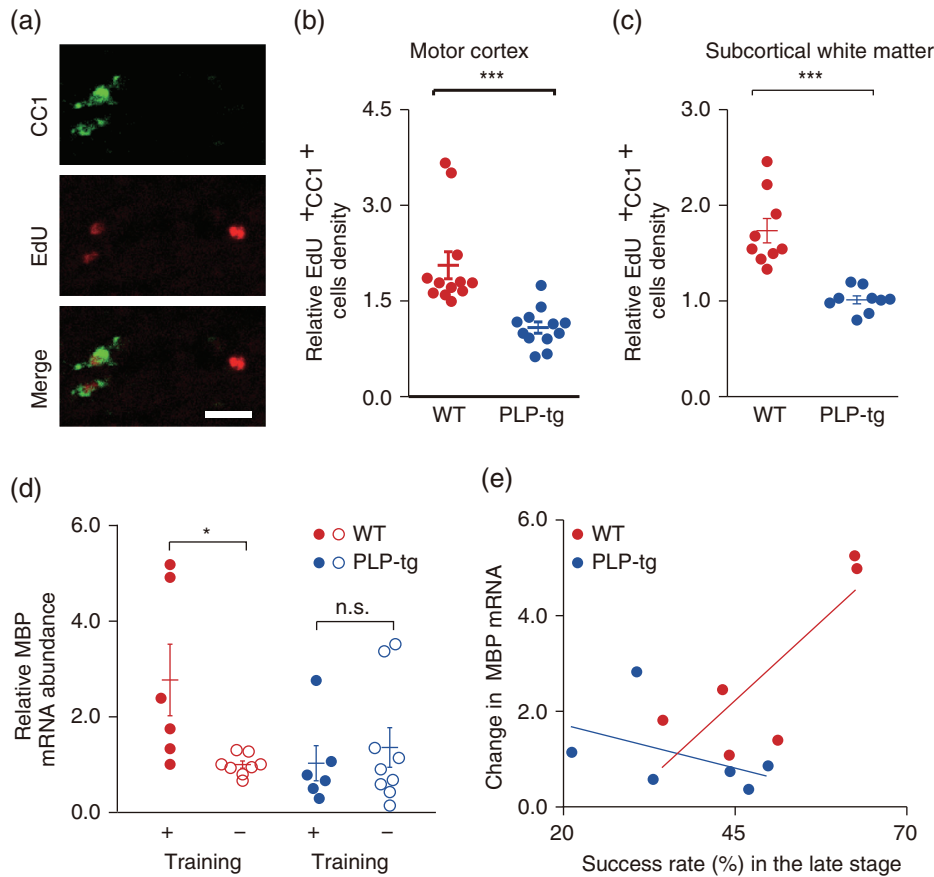 (a)
CC1
EdU
Merge
(b)
Motor cortex
***
Relative EdU +CC1 +
cells density
4.5
3.0
1.5
0.0
WT
PLP-tg
(c)
Subcortical white matter
***
Relative EdU +CC1 +
cells density
3.0
2.0
1.0
0.0
WT
PLP-tg
(d)
Relative MBP
mRNA abundance
6.0
4.0
2.0
0.0
*
WT
PLP-tg
n.s.
+ − + −
Training Training
(e)
Change in MBP mRNA
6.0
4.0
2.0
0.0
WT
PLP-tg
20 45 70
Success rate (%) in the late stage